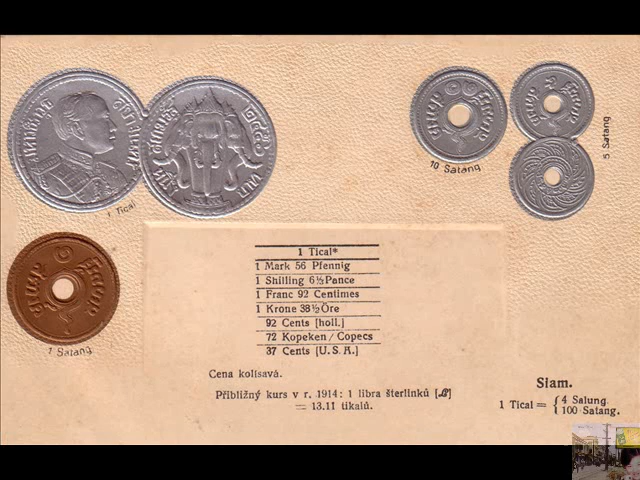 1 Tical
10 Satang
5 Satang
1 Satang
1 Tical*
1 Mark 56 Pfennig
1 Shilling 6½ Pance
1 Franc 92 Centimes
1 Krone 38½ Öre
92 Cents [holl.]
72 Kopeken / Copecs
37 Cents [U.S.A.]
Cena kolísavá.
Přibližný kurs v r. 1914: 1 libra šterlinků [£]
= 13.11 tikalů.
Siam.
1 Tical = { 4 Salung.
100 Satang.